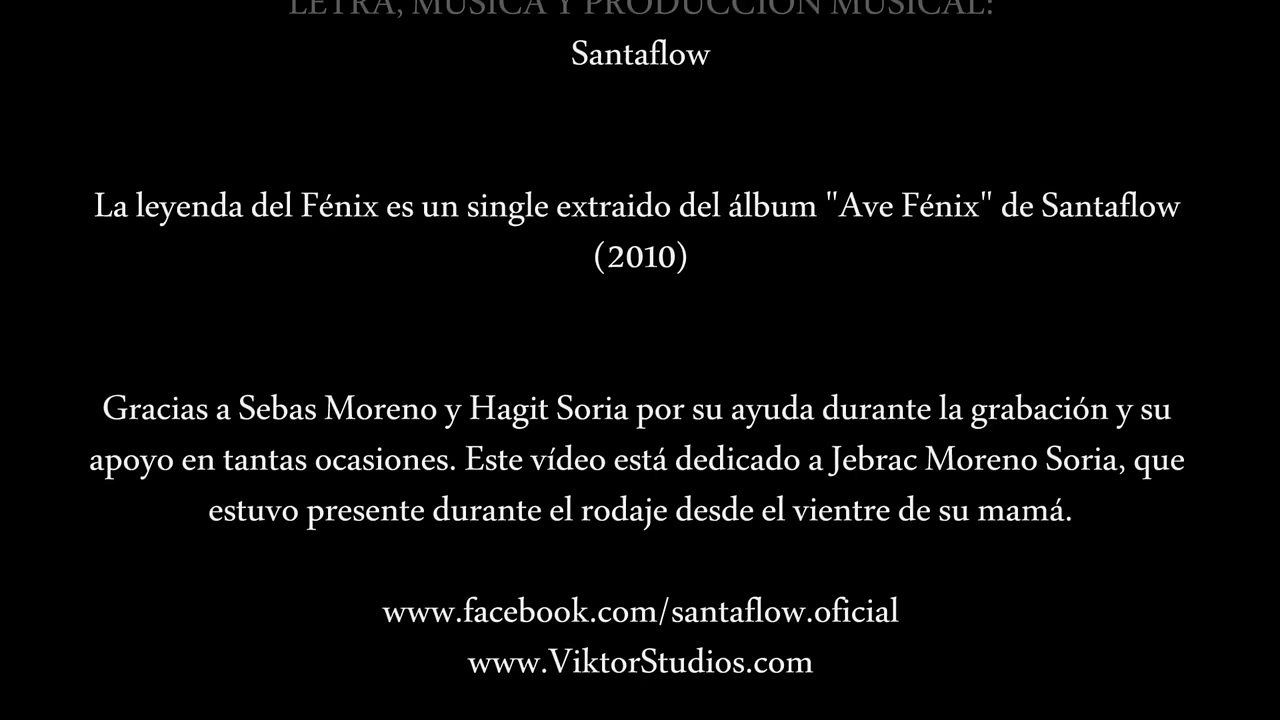 LETRA, MÚSICA Y PRODUCCIÓN MUSICAL:
Santaflow
La leyenda del Fénix es un single extraido del álbum "Ave Fénix" de Santaflow
(2010)
Gracias a Sebas Moreno y Hagit Soria por su ayuda durante la grabación y su
apoyo en tantas ocasiones. Este vídeo está dedicado a Jebrac Moreno Soria, que
estuvo presente durante el rodaje desde el vientre de su mamá.
www.facebook.com/santaflow.oficial
www.ViktorStudios.com